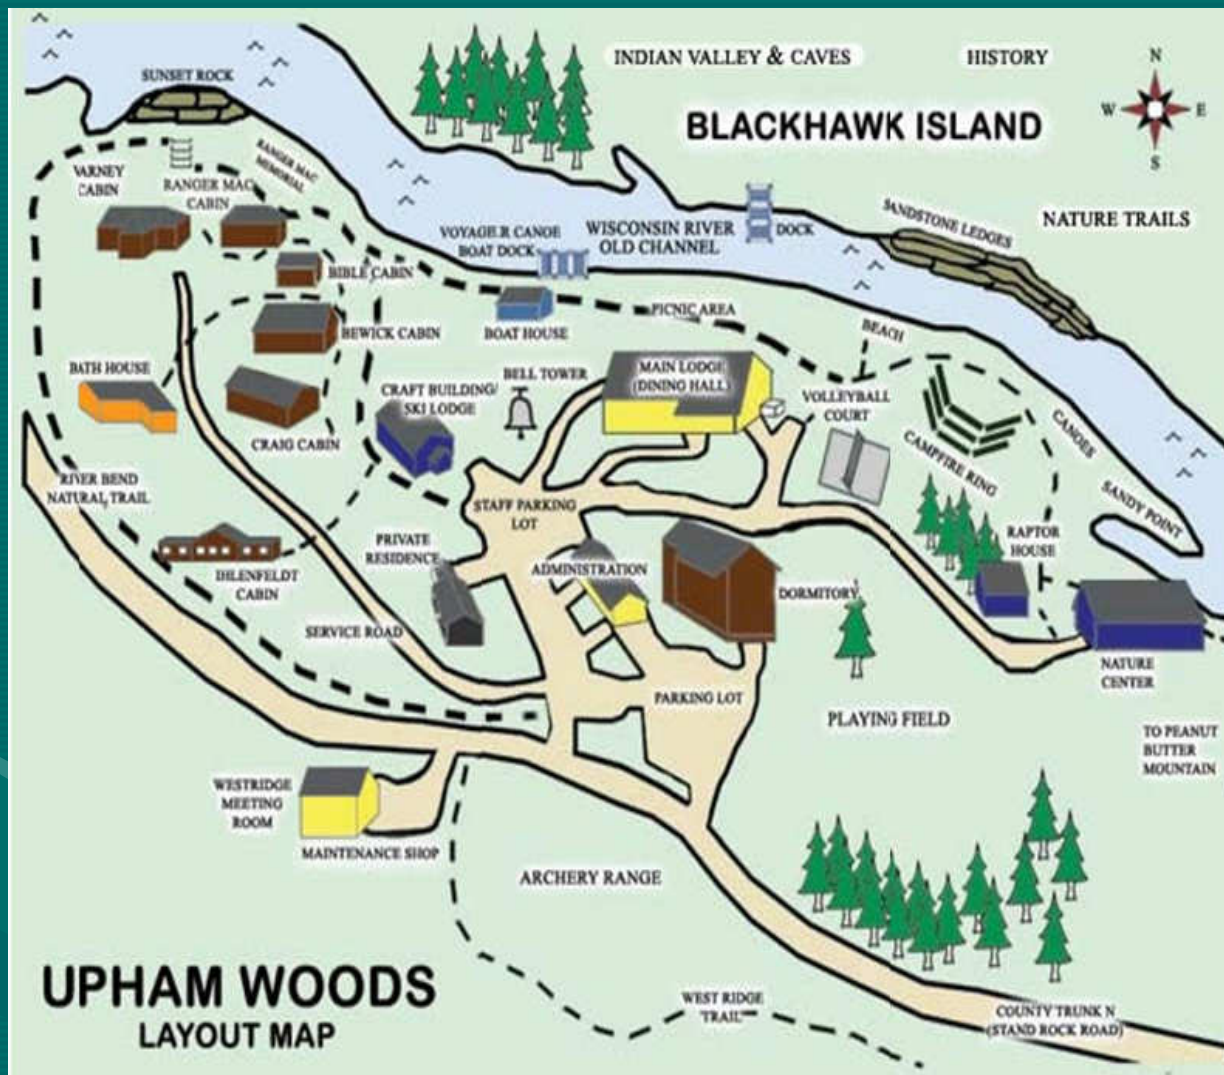 SUNSET ROCK
INDIAN VALLEY & CAVES
HISTORY
N
W
E
S
BLACKHAWK ISLAND
VARNEY
CABIN
RANGER MAC
CABIN
RANGER MAC
MEMORIAL
VOYAGEUR CANOE
BOAT DOCK
WISCONSIN RIVER
OLD CHANNEL
DOCK
SANDSTONE LEDGES
NATURE TRAILS
BIBLE CABIN
BEWICK CABIN
BOAT HOUSE
PICNIC AREA
BEACH
BATH HOUSE
CRAIG CABIN
CRAFT BUILDING/
SKI LODGE
BELL TOWER
MAIN LODGE
(DINING HALL)
VOLLEYBALL
COURT
CAMPFIRE RING
CANOES
SANDY POINT
RIVER BEND
NATURAL TRAIL
STAFF PARKING
LOT
RAPTOR
HOUSE
IHLENFELDT
CABIN
PRIVATE
RESIDENCE
ADMINISTRATION
DORMITORY
SERVICE ROAD
NATURE
CENTER
PARKING LOT
PLAYING FIELD
TO PEANUT
BUTTER
MOUNTAIN
WESTRIDGE
MEETING
ROOM
MAINTENANCE SHOP
ARCHERY RANGE
UPHAM WOODS
LAYOUT MAP
WEST RIDGE
TRAIL
COUNTY TRUNK N
(STAND ROCK ROAD)